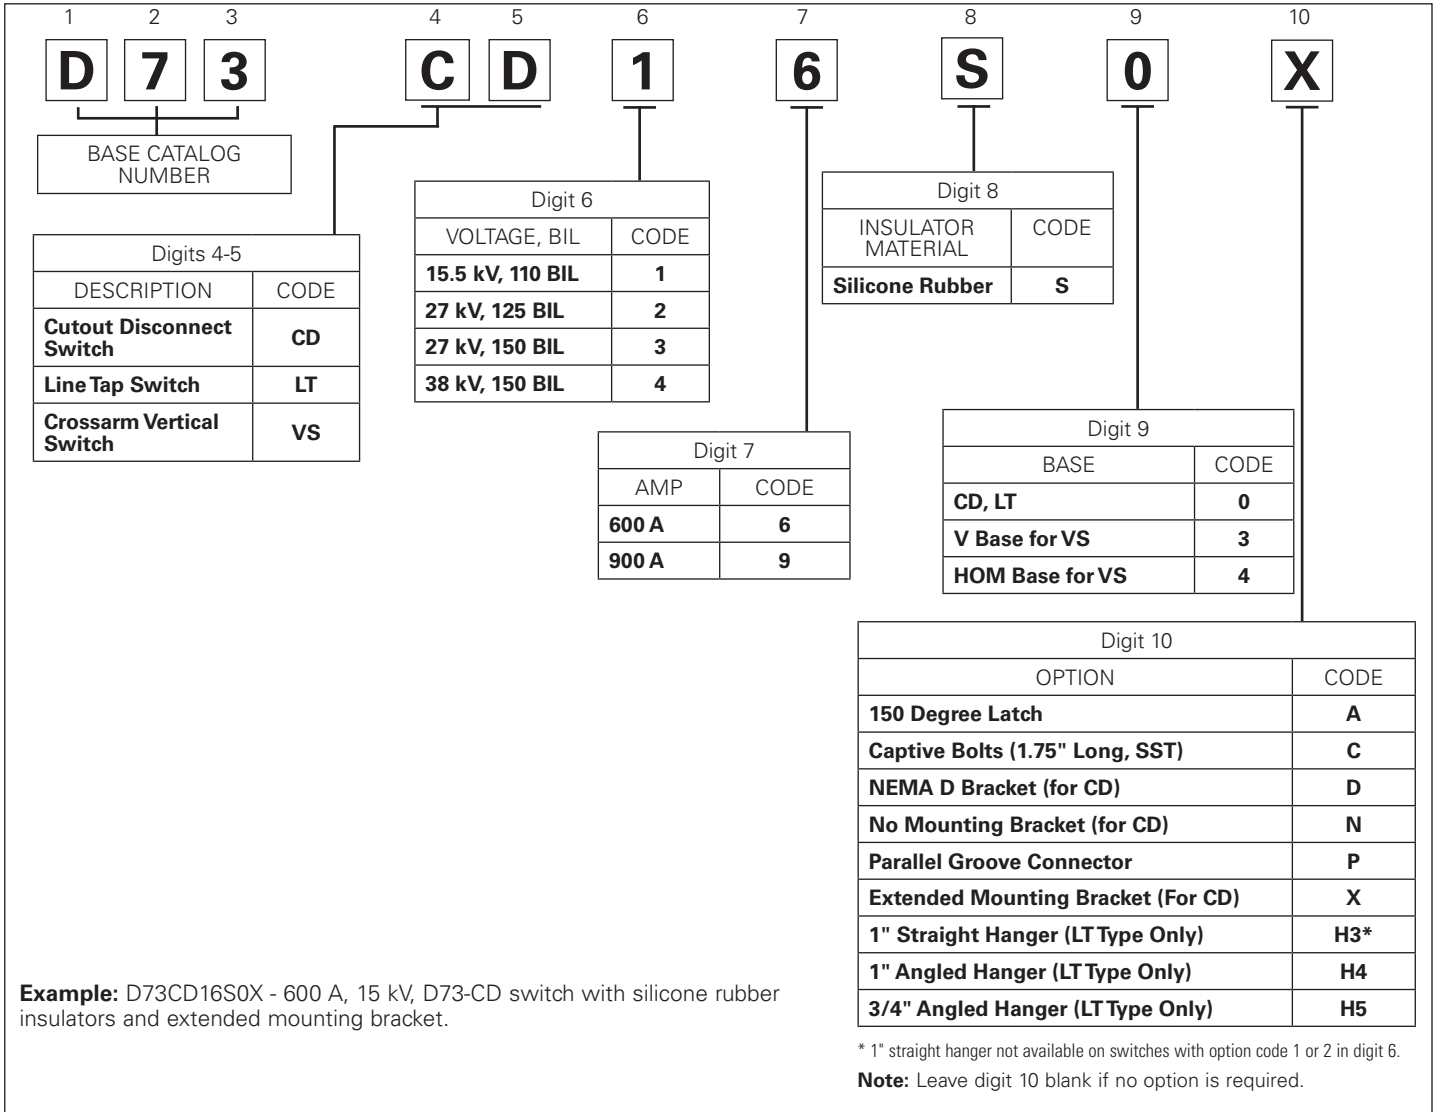 1 2 3 4 5 6 7 8 9 10
D 7 3 C D 1 6 S 0 X
BASE CATALOG
NUMBER
Digits 4-5
DESCRIPTION CODE
Cutout Disconnect
Switch CD
Line Tap Switch LT
Crossarm Vertical
Switch VS
Digit 6
VOLTAGE, BIL CODE
15.5 kV, 110 BIL 1
27 kV, 125 BIL 2
27 kV, 150 BIL 3
38 kV, 150 BIL 4
Digit 7
AMP CODE
600 A 6
900 A 9
Digit 8
INSULATOR
MATERIAL CODE
Silicone Rubber S
Digit 9
BASE CODE
CD, LT 0
V Base for VS 3
HOM Base for VS 4
Digit 10
OPTION CODE
150 Degree Latch A
Captive Bolts (1.75" Long, SST) C
NEMA D Bracket (for CD) D
No Mounting Bracket (for CD) N
Parallel Groove Connector P
Extended Mounting Bracket (For CD) X
1" Straight Hanger (LT Type Only) H3*
1" Angled Hanger (LT Type Only) H4
3/4" Angled Hanger (LT Type Only) H5
* 1" straight hanger not available on switches with option code 1 or 2 in digit 6.
Note: Leave digit 10 blank if no option is required.
Example: D73CD16S0X - 600 A, 15 kV, D73-CD switch with silicone rubber
insulators and extended mounting bracket.